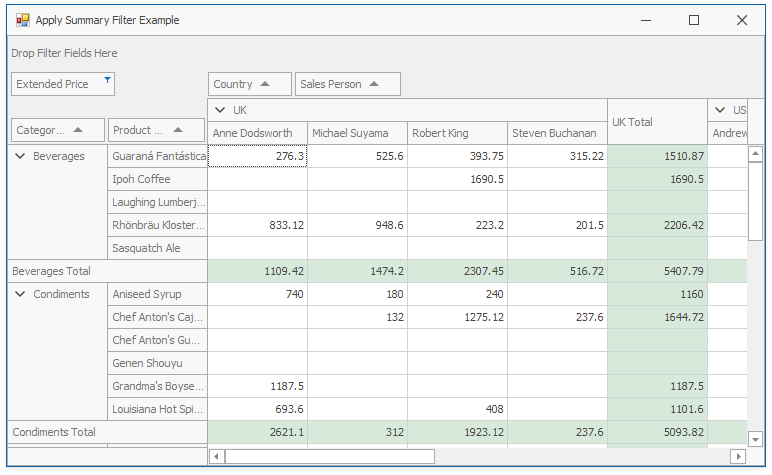 Apply Summary Filter Example
Drop Filter Fields Here
Extended Price Country Sales Person
UK UK Total US
Categor... Product ... Anne Dodsworth Michael Suyama Robert King Steven Buchanan Andrew
Beverages Guaraná Fantástica 276.3 525.6 393.75 315.22 1510.87
Ipoh Coffee 1690.5 1690.5
Laughing Lumberj...
Rhönbräu Kloster... 833.12 948.6 223.2 201.5 2206.42
Sasquatch Ale
Beverages Total 1109.42 1474.2 2307.45 516.72 5407.79
Condiments Aniseed Syrup 740 180 240 1160
Chef Anton's Caj... 132 1275.12 237.6 1644.72
Chef Anton's Gu...
Genen Shouyu
Grandma's Boyse... 1187.5 1187.5
Louisiana Hot Spi... 693.6 408 1101.6
Condiments Total 2621.1 312 1923.12 237.6 5093.82